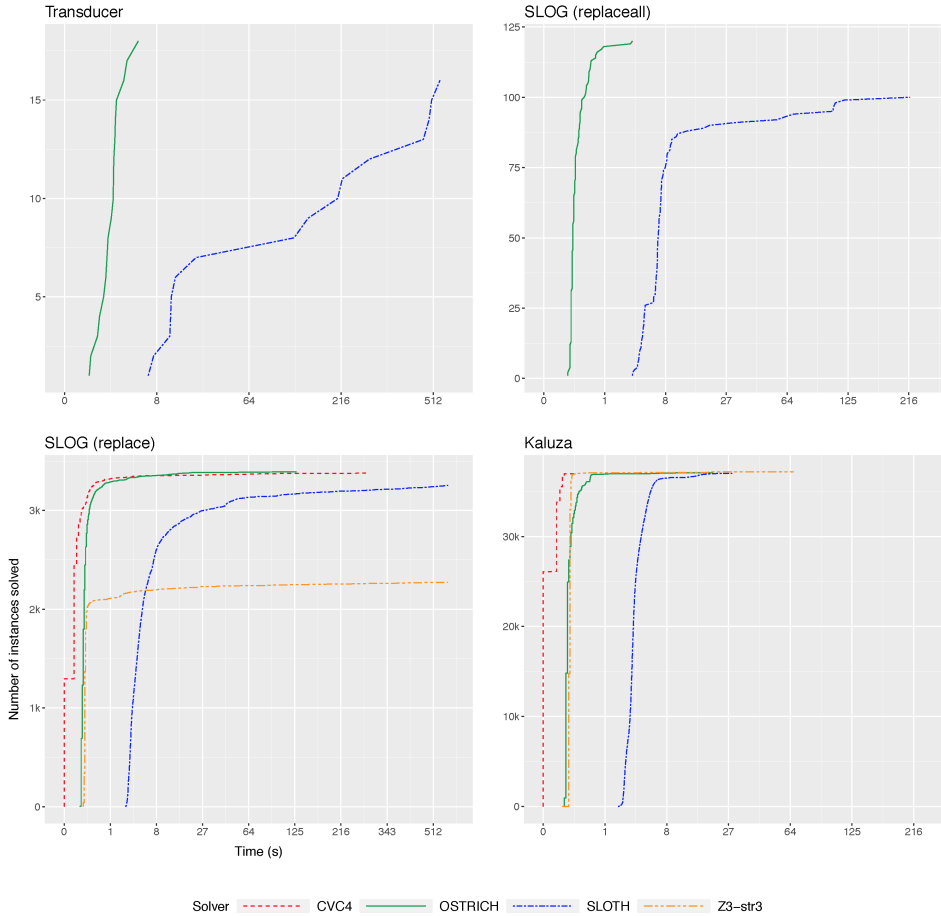 Transducer
SLOG (replaceall)
15
10
5
0 8 64 216 512
125
100
75
50
25
0
0 1 8 27 64 125 216
SLOG (replace)
Kaluza
Number of instances solved
3k
2k
1k
0
0 1 8 27 64 125 216 343 512
Time (s)
30k
20k
10k
0
0 1 8 27 64 125 216
Solver CVC4 OSTRICH SLOTH Z3-str3